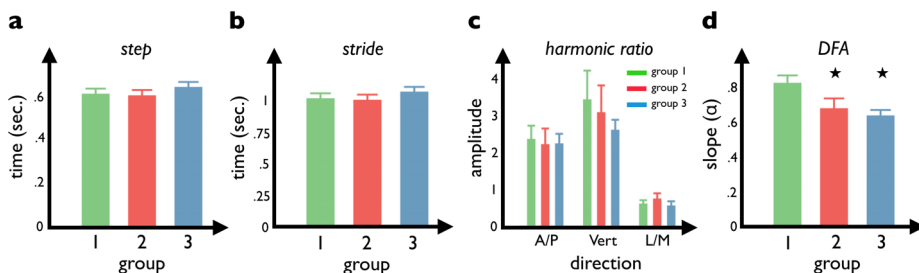 a
step
time (sec.)
.6
.4
.2
0
1 2 3
group
b
stride
time (sec.)
1
.75
.5
.25
0
1 2 3
group
c
harmonic ratio
amplitude
4
3
2
1
0
group 1
group 2
group 3
A/P Vert L/M
direction
d
DFA
slope (α)
.8
.6
.4
.2
0
★ ★
1 2 3
group